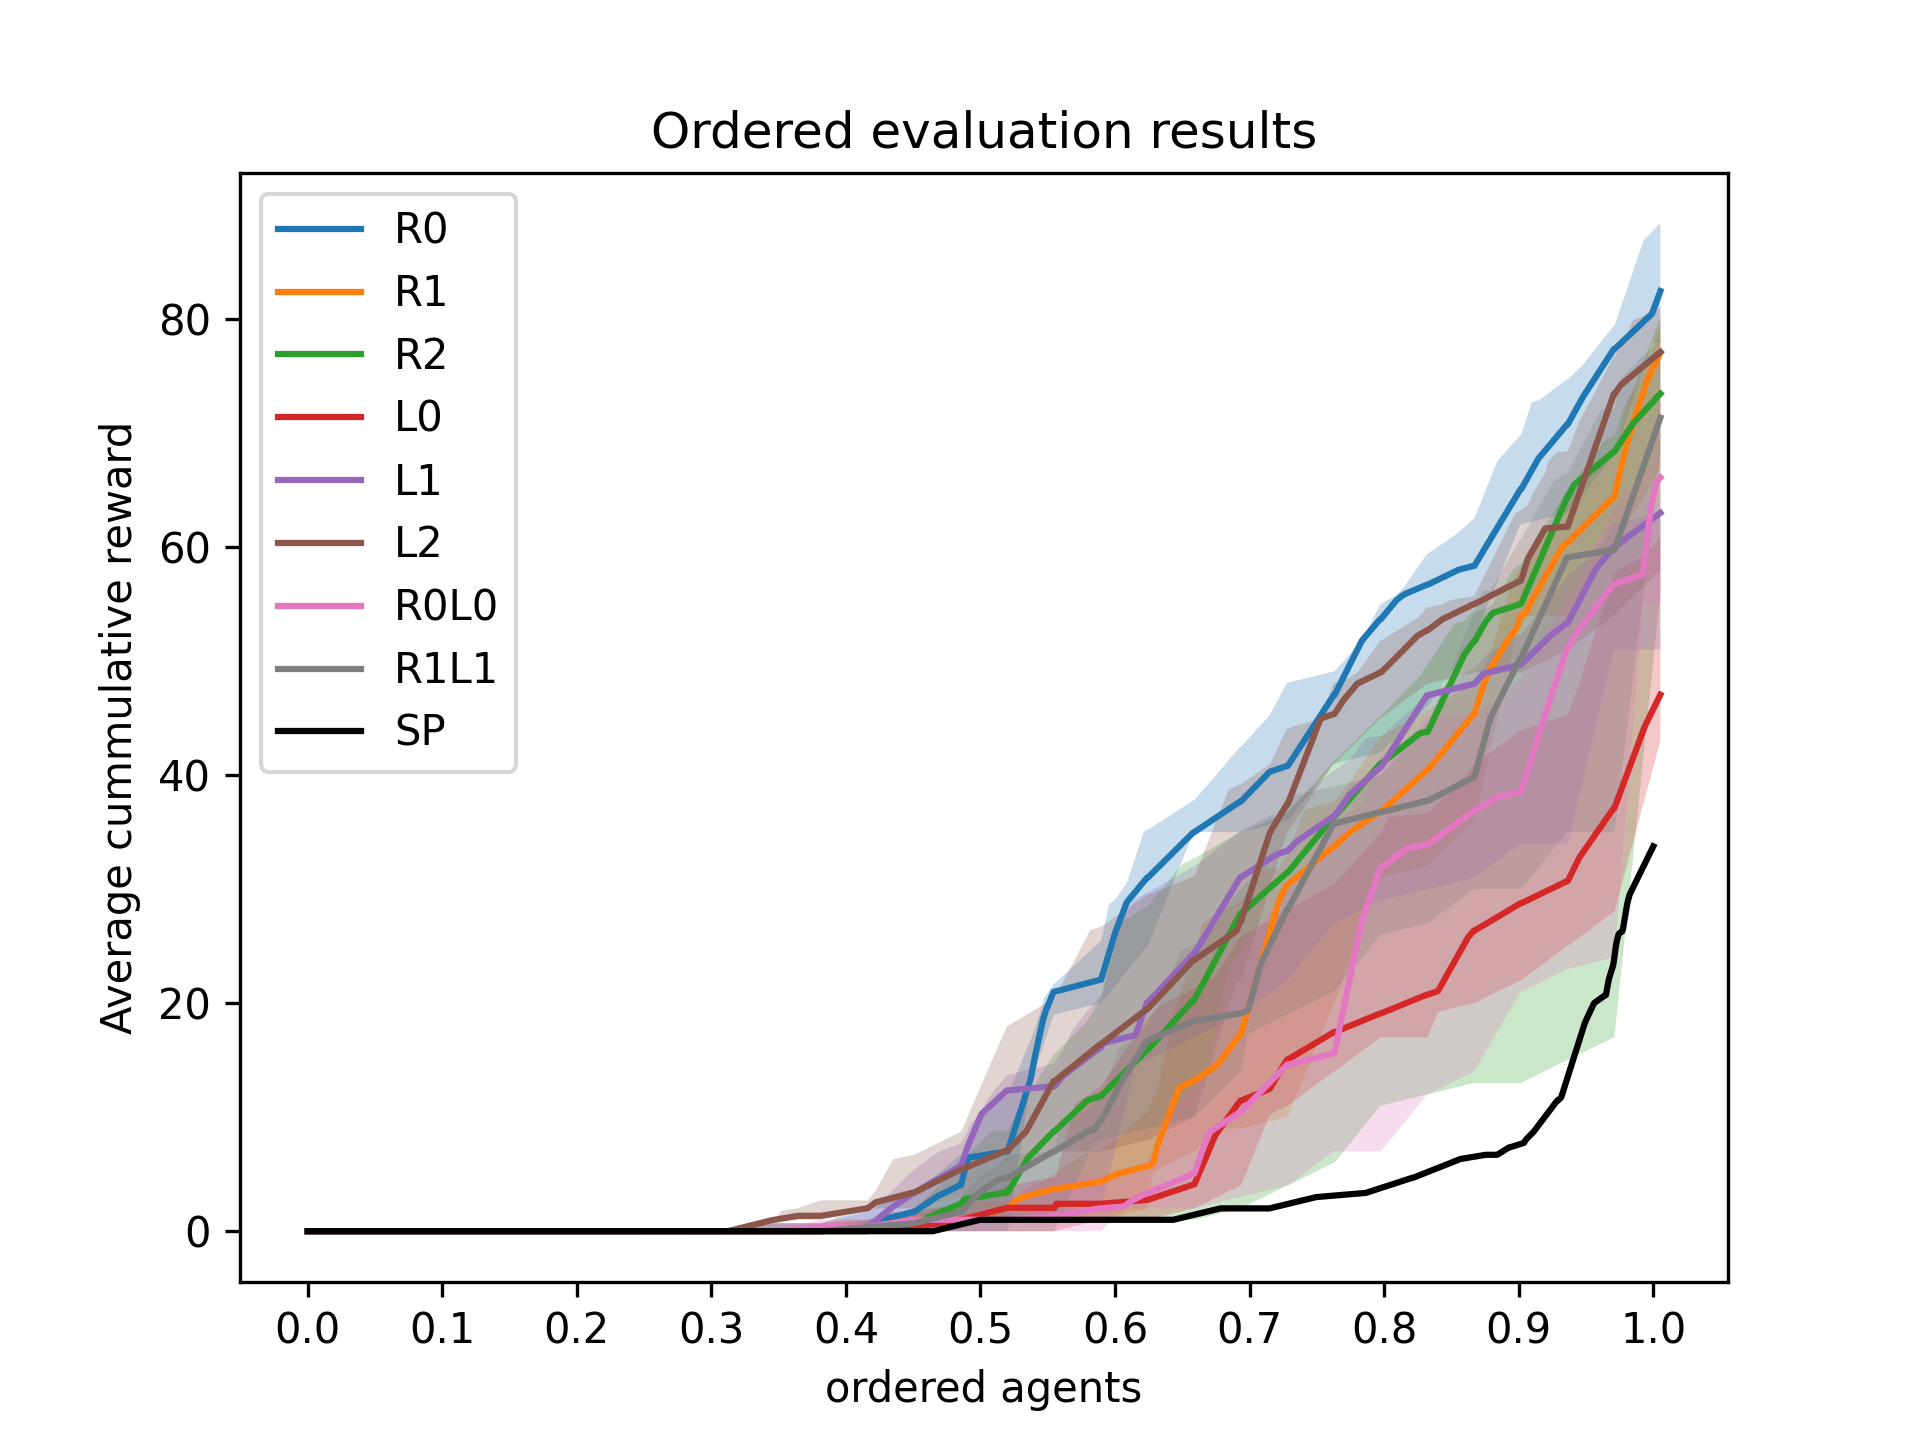 Ordered evaluation results
R0
R1
R2
L0
L1
L2
R0L0
R1L1
SP
Average cummulative reward
80
60
40
20
0
0.0 0.1 0.2 0.3 0.4 0.5 0.6 0.7 0.8 0.9 1.0
ordered agents